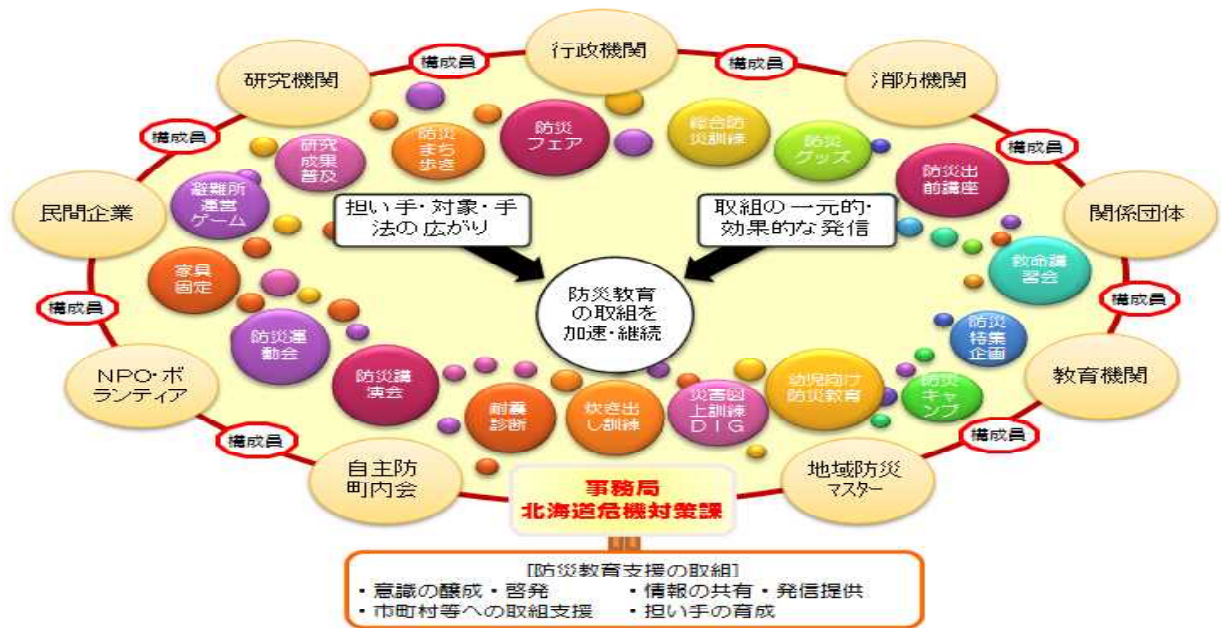 行政機関
構成員
構成員
研究機関
消防機関
構成員
構成員
防災
フェア
総合防
災訓練
防災
まち
歩き
防災
グッズ
研究
成果
普及
防災出
前講座
避難所
運営
ゲーム
民間企業
関係団体
担い手・対象・手
法の広がり
取組の一元的・
効果的な発信
救命講
習会
家具
固定
構成員
構成員
防災教育
の取組を
加速・継続
防災運
動会
防災
特集
企画
NPO・ボ
ランティア
教育機関
防災講
演会
幼児向け
防災教育
防災
キャ
ンプ
耐震
診断
炊き出
し訓練
災害図
上訓練
DIG
構成員
構成員
自主防
町内会
地域防災
マスター
事務局
北海道危機対策課
[防災教育支援の取組]
・意識の醸成・啓発
・情報の共有・発信提供
・市町村等への取組支援
・担い手の育成